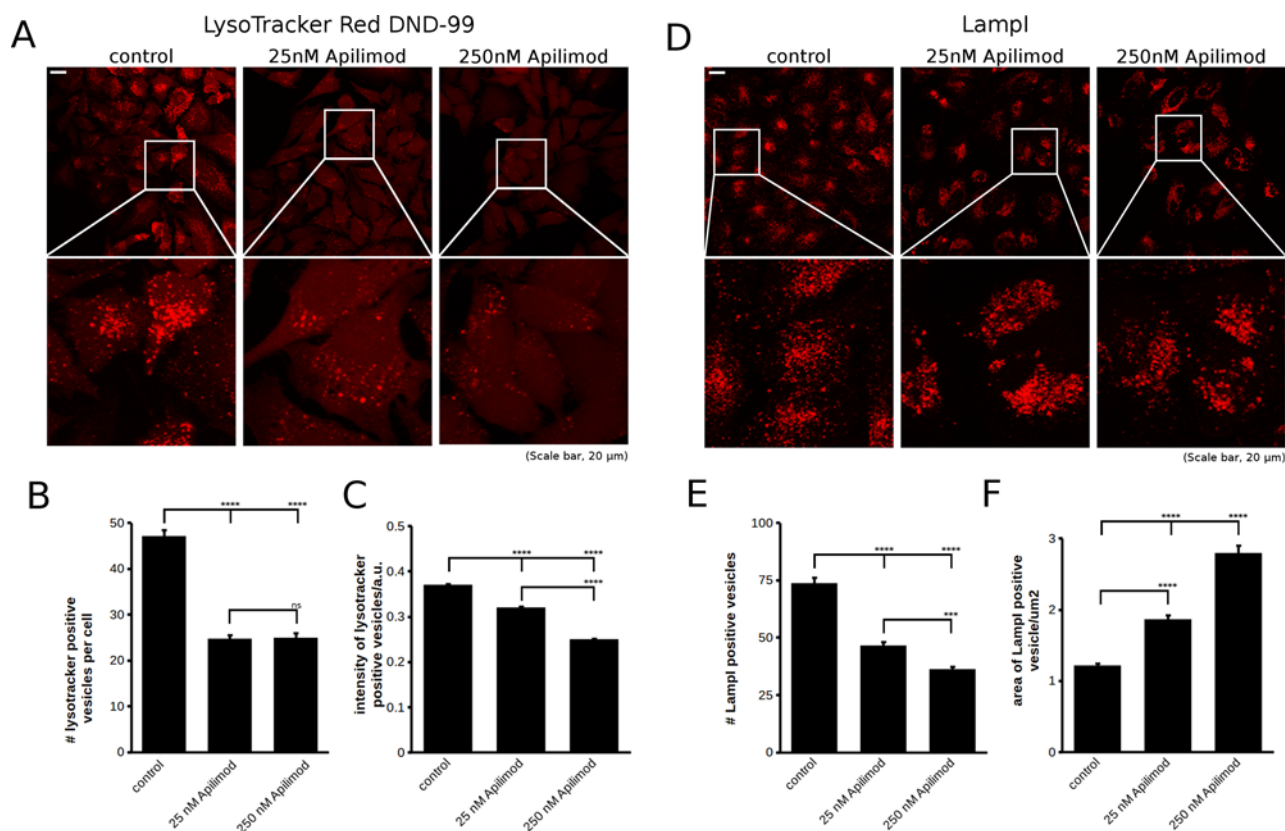 A
LysoTracker Red DND-99
control
25nM Apilimod
250nM Apilimod
(Scale bar, 20 μm)
D
LampI
control
25nM Apilimod
250nM Apilimod
(Scale bar, 20 μm)
B
# lysotracker positive
vesicles per cell
50
40
30
20
10
0
****
****
ns
control
25 nM Apilimod
250 nM Apilimod
C
intensity of lysotracker
positive vesicles/a.u.
0.5
0.4
0.3
0.2
0.1
0
****
****
****
control
25 nM Apilimod
250 nM Apilimod
E
# LampI positive vesicles
100
75
50
25
0
****
****
***
control
25 nM Apilimod
250 nM Apilimod
F
area of LampI positive
vesicle/um2
3
2
1
0
****
****
****
control
25 nM Apilimod
250 nM Apilimod